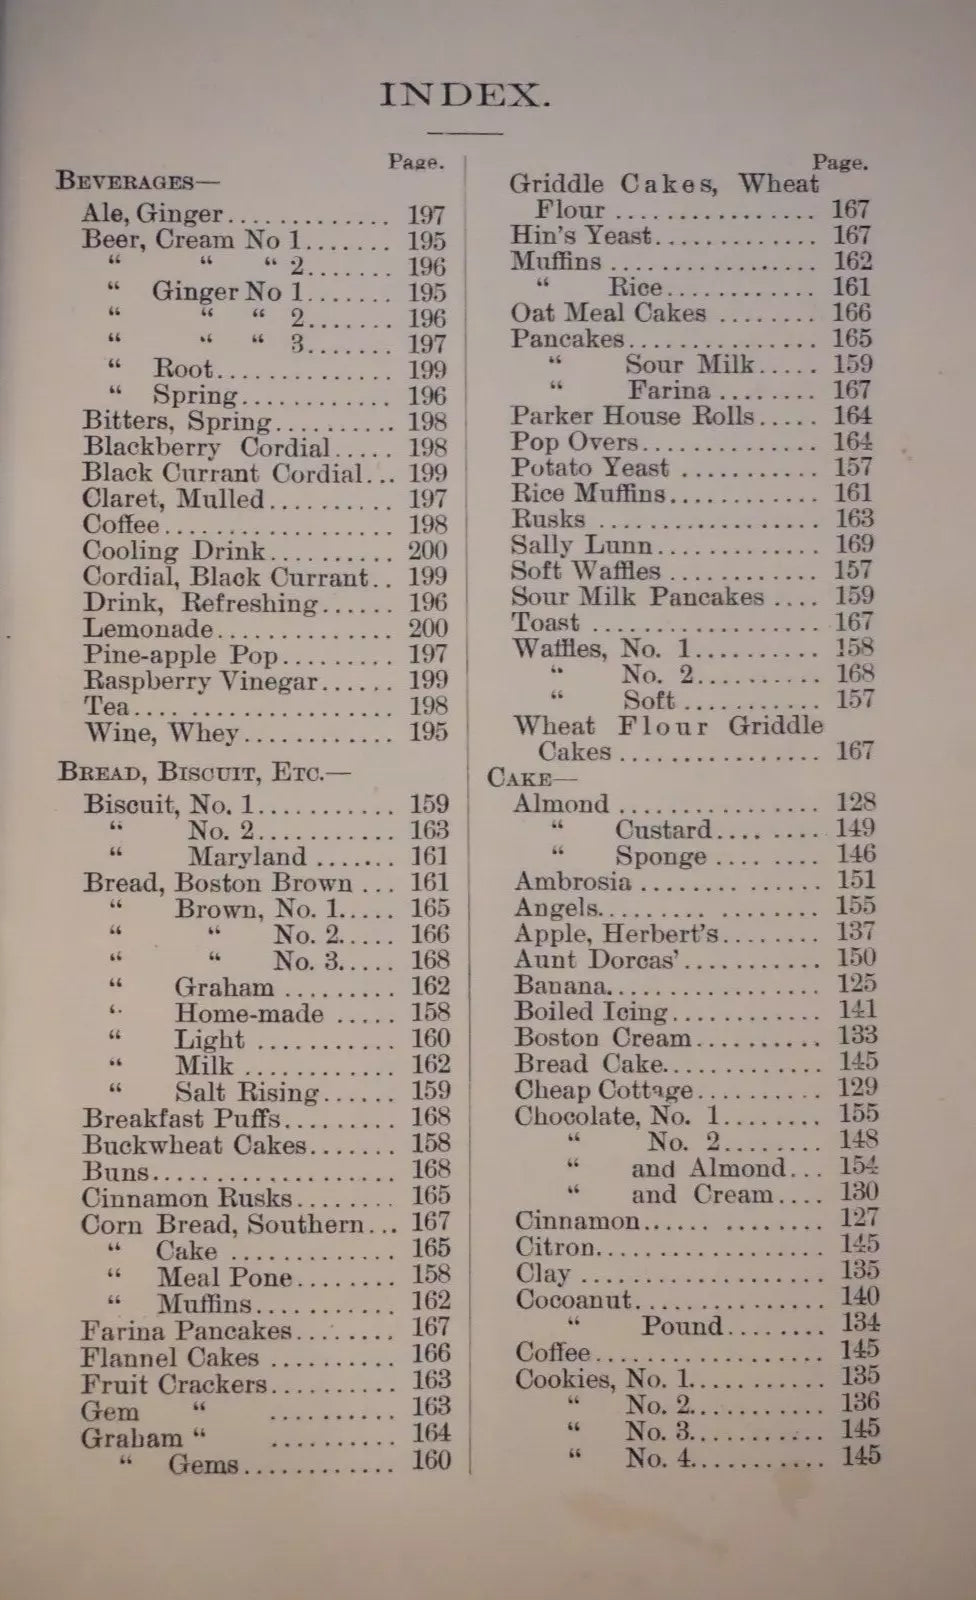 INDEX.
Page.
BEVERAGES—
Ale, Ginger............. 197
Beer, Cream No 1....... 195
“ “ “ 2....... 196
“ Ginger No 1....... 195
“ “ “ 2....... 196
“ “ “ 3....... 197
“ Root.............. 199
“ Spring............ 196
Bitters, Spring.......... 198
Blackberry Cordial..... 198
Black Currant Cordial... 199
Claret, Mulled.......... 197
Coffee.................. 198
Cooling Drink.......... 200
Cordial, Black Currant.. 199
Drink, Refreshing...... 196
Lemonade.............. 200
Pine-apple Pop......... 197
Raspberry Vinegar...... 199
Tea.................... 198
Wine, Whey............ 195
BREAD, BISCUIT, ETC.—
Biscuit, No. 1........... 159
“ No. 2........... 163
“ Maryland ....... 161
Bread, Boston Brown ... 161
“ Brown, No. 1..... 165
“ “ No. 2..... 166
“ “ No. 3..... 168
“ Graham ......... 162
“ Home-made ..... 158
“ Light ........... 160
“ Milk ............ 162
“ Salt Rising...... 159
Breakfast Puffs......... 168
Buckwheat Cakes....... 158
Buns................... 168
Cinnamon Rusks........ 165
Corn Bread, Southern... 167
“ Cake ............. 165
“ Meal Pone........ 158
“ Muffins........... 162
Farina Pancakes........ 167
Flannel Cakes .......... 166
Fruit Crackers.......... 163
Gem “ .......... 163
Graham “ .......... 164
“ Gems............ 160
Page.
Griddle Cakes, Wheat
Flour ................ 167
Hin's Yeast............. 167
Muffins ................ 162
“ Rice............ 161
Oat Meal Cakes ........ 166
Pancakes............... 165
“ Sour Milk..... 159
“ Farina ........ 167
Parker House Rolls..... 164
Pop Overs.............. 164
Potato Yeast ........... 157
Rice Muffins............ 161
Rusks .................. 163
Sally Lunn............. 169
Soft Waffles ............ 157
Sour Milk Pancakes .... 159
Toast .................. 167
Waffles, No. 1.......... 158
“ No. 2.......... 168
“ Soft ........... 157
Wheat Flour Griddle
Cakes ................ 167
CAKE—
Almond ................ 128
“ Custard.... ..... 149
“ Sponge .... .... 146
Ambrosia .............. 151
Angels......... ........ 155
Apple, Herbert's........ 137
Aunt Dorcas'........... 150
Banana................. 125
Boiled Icing............ 141
Boston Cream.......... 133
Bread Cake............. 145
Cheap Cottage.......... 129
Chocolate, No. 1........ 155
“ No. 2........ 148
“ and Almond... 154
“ and Cream.... 130
Cinnamon...... ........ 127
Citron.................. 145
Clay ................... 135
Cocoanut............... 140
“ Pound........ 134
Coffee.................. 145
Cookies, No. 1........... 135
“ No. 2........... 136
“ No. 3........... 145
“ No. 4........... 145